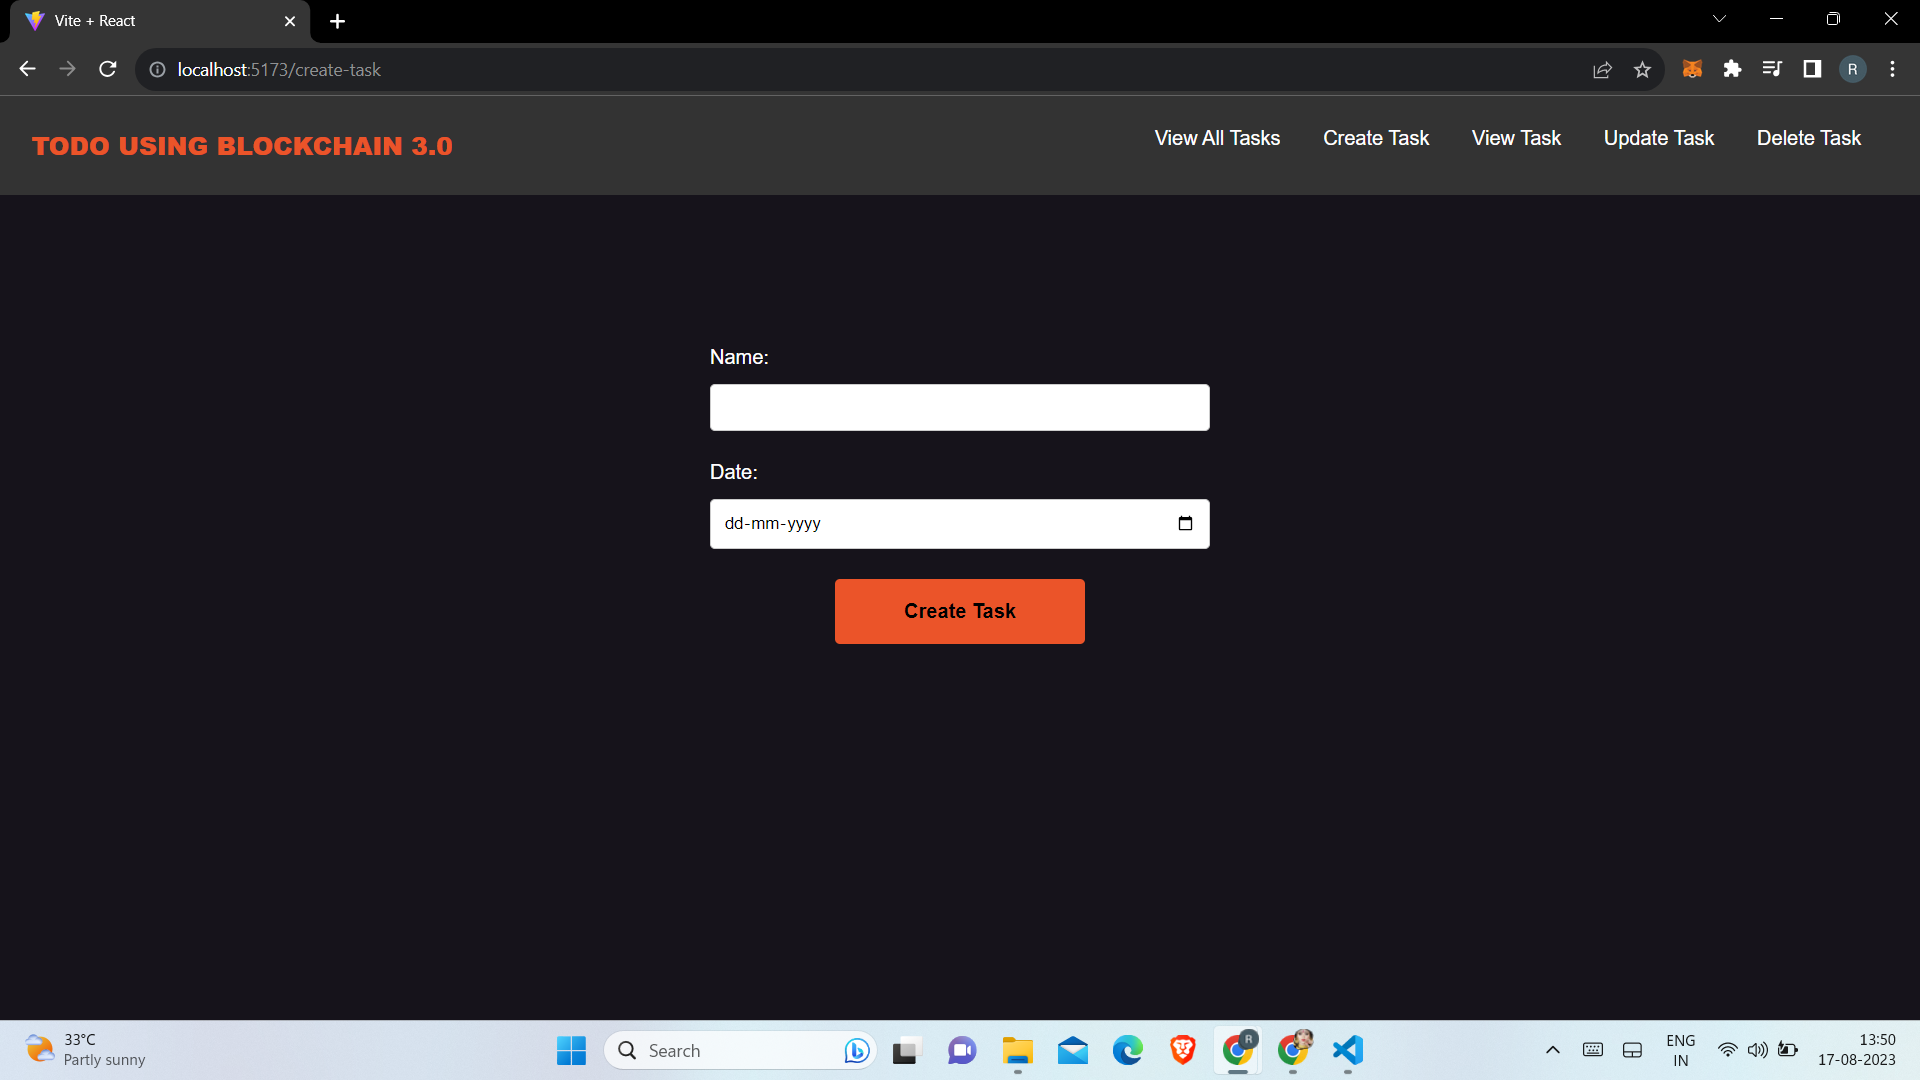 Vite + React
localhost:5173/create-task
R
TODO USING BLOCKCHAIN 3.0
View All Tasks Create Task View Task Update Task Delete Task
Name:
Date:
dd-mm-yyyy
Create Task
33°C
Partly sunny
Search
R
ENG
IN
13:50
17-08-2023